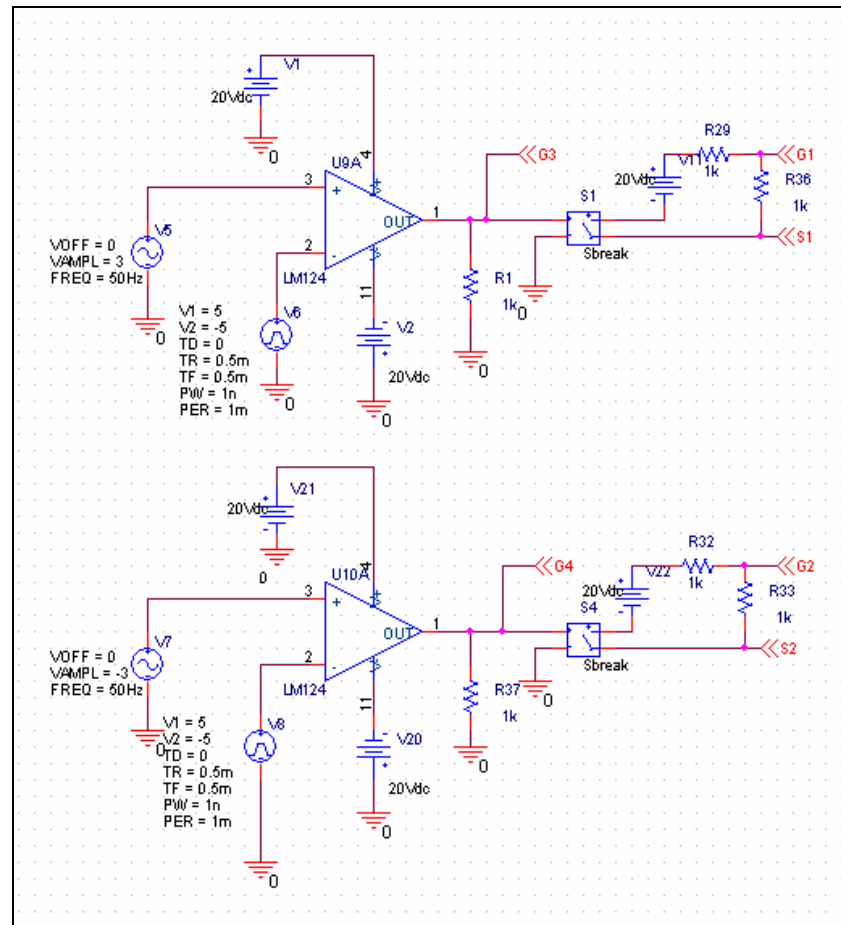 V1
20Vdc
0
U9A
4
3
+
2
-
LM124
OUT
1
11
V5
VOFF = 0
VAMPL = 3
FREQ = 50Hz
0
V6
V1 = 5
V2 = -5
TD = 0
TR = 0.5m
TF = 0.5m
PW = 1n
PER = 1m
0
V2
20Vdc
0
R1
1k
0
G3
S1
Sbreak
0
V11
20Vdc
R29
1k
G1
R36
1k
S1
V21
20Vdc
0
U10A
4
3
+
2
-
LM124
OUT
1
11
V7
VOFF = 0
VAMPL = -3
FREQ = 50Hz
0
V8
V1 = 5
V2 = -5
TD = 0
TR = 0.5m
TF = 0.5m
PW = 1n
PER = 1m
0
V20
20Vdc
0
R37
1k
0
G4
S4
Sbreak
0
V22
20Vdc
R32
1k
G2
R33
1k
S2